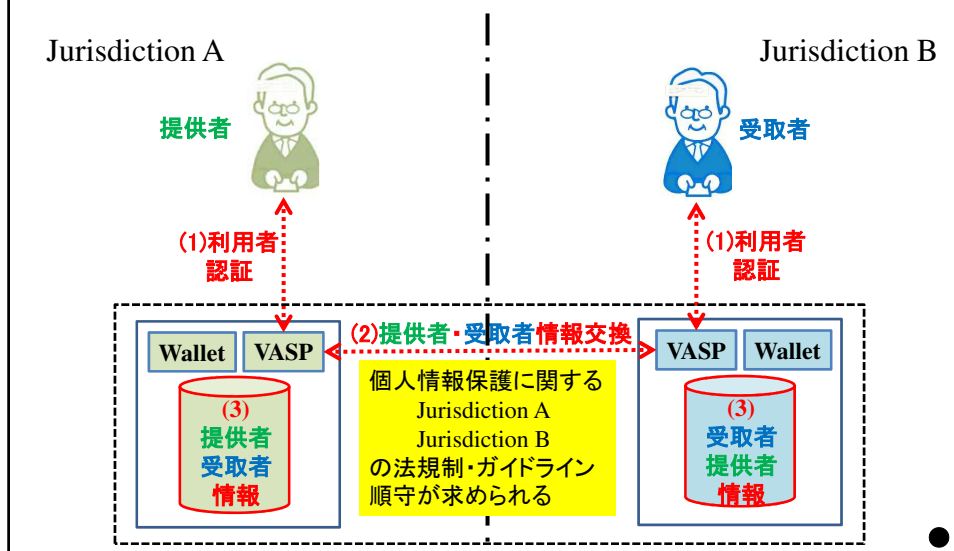 Jurisdiction A
Jurisdiction B
提供者
受取者
(1)利用者
認証
(1)利用者
認証
(2)提供者・受取者情報交換
Wallet
VASP
VASP
Wallet
(3)
提供者
受取者
情報
個人情報保護に関する
Jurisdiction A
Jurisdiction B
の法規制・ガイドライン
順守が求められる
(3)
受取者
提供者
情報